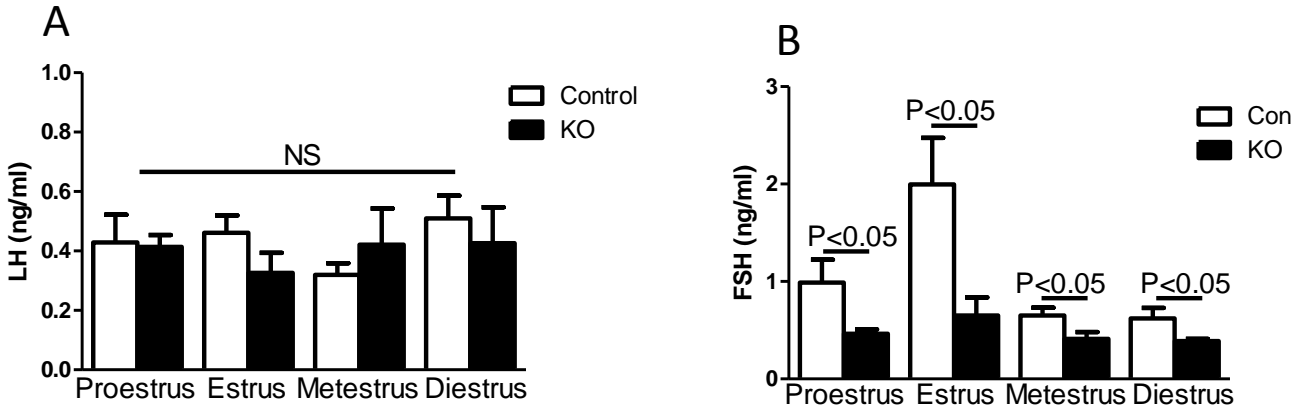 A
LH (ng/ml)
1.0
0.8
0.6
0.4
0.2
0.0
NS
Control
KO
Proestrus Estrus Metestrus Diestrus
B
FSH (ng/ml)
3
2
1
0
P<0.05
P<0.05
P<0.05
P<0.05
Con
KO
Proestrus Estrus Metestrus Diestrus